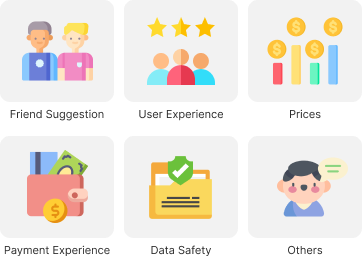 Friend Suggestion
User Experience
Prices
Payment Experience
Data Safety
Others